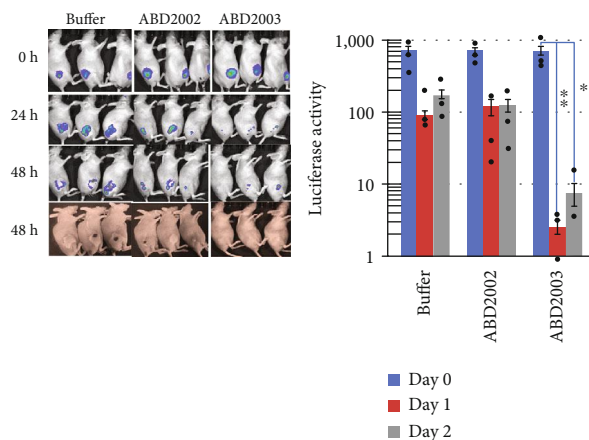 Buffer ABD2002 ABD2003
0 h
24 h
48 h
48 h
Luciferase activity
1,000
100
10
1
**
*
Buffer
ABD2002
ABD2003
Day 0
Day 1
Day 2